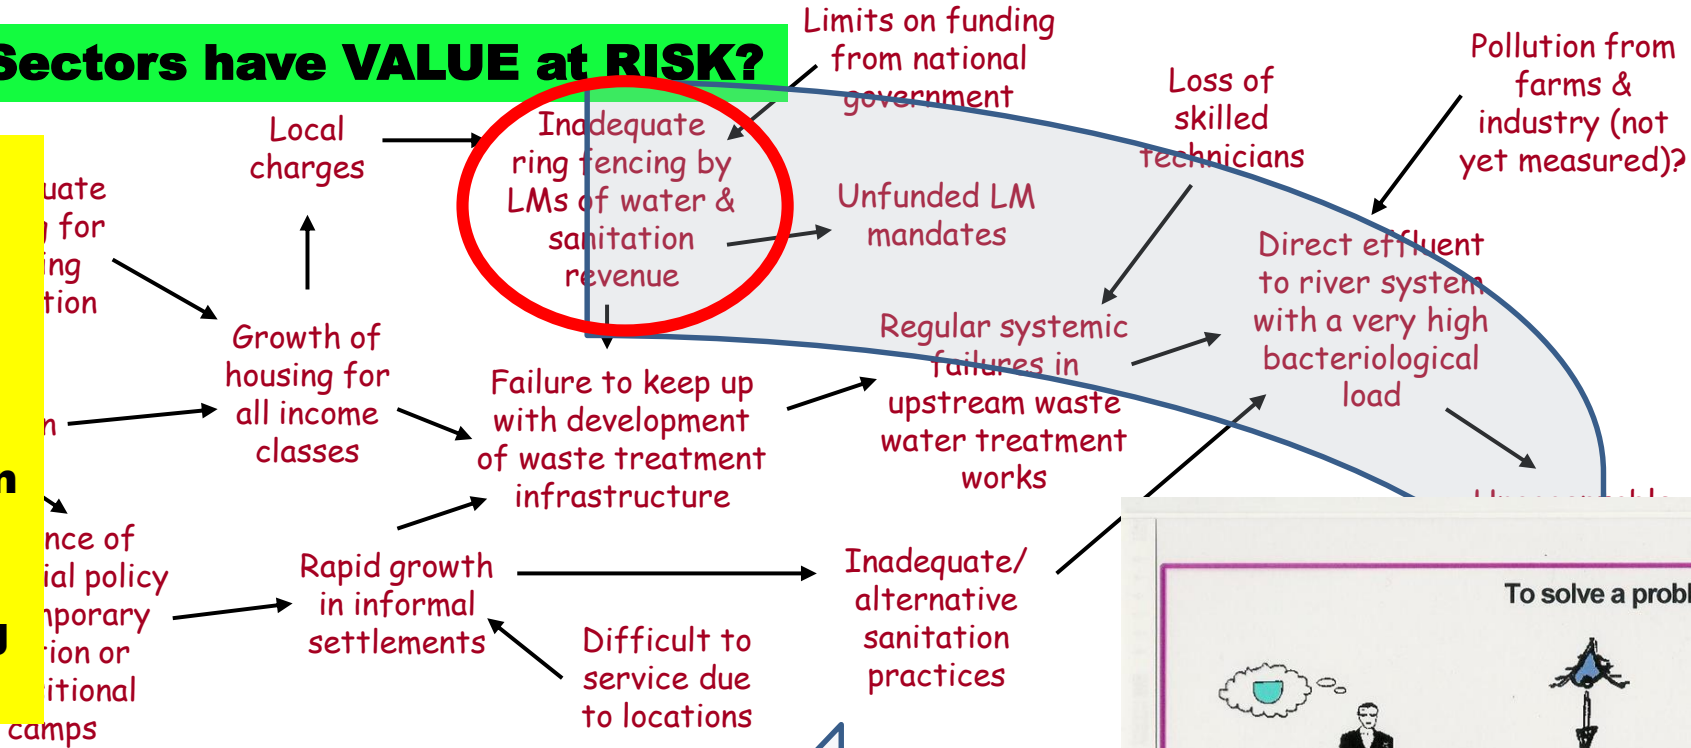 Sectors have VALUE at RISK?
Limits on funding
from national
government
Pollution from
farms &
industry (not
yet measured)?
Loss of
skilled
technicians
Local
charges
Inadequate
ring fencing by
LMs of water &
sanitation
revenue
Unfunded LM
mandates
Direct effluent
to river system
with a very high
bacteriological
load
Growth of
housing for
all income
classes
Failure to keep up
with development
of waste treatment
infrastructure
Regular systemic
failures in
upstream waste
water treatment
works
for
policy
or
camps
Rapid growth
in informal
settlements
Difficult to
service due
to locations
Inadequate/
alternative
sanitation
practices
To solve a